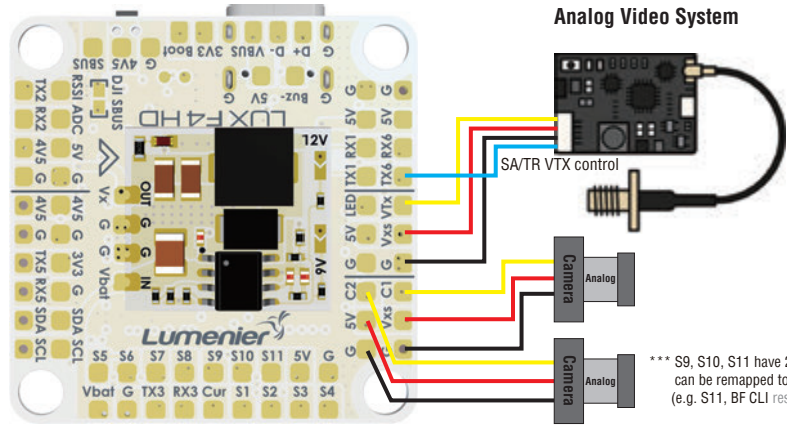 Analog Video System
G 4V5 SBUS
3V3 Boot
G D+ D- VBUS
G Buz- 5V
DJI SBUS
TX2 RSSI
RX2 ADC
4V5 5V
G G
4V5 4V5
G G
TX5 3V3
RX5 G
SDA SDA
SCL SCL
LUX F4 HD
12V
9V
Vx OUT
G
G
Vbat IN
G G
5V 5V
RX1 RX6
TX1 TX6
LED VTx
5V Vxs
G G
C2 C1
5V Vxs
G G
SA/TR VTX control
Camera
Analog
Camera
Analog
Lumenier
S5 S6 S7 S8 S9 S10 S11 5V G
Vbat G TX3 RX3 Cur S1 S2 S3 S4
*** S9, S10, S11 have 2
can be remapped to
(e.g. S11, BF CLI res